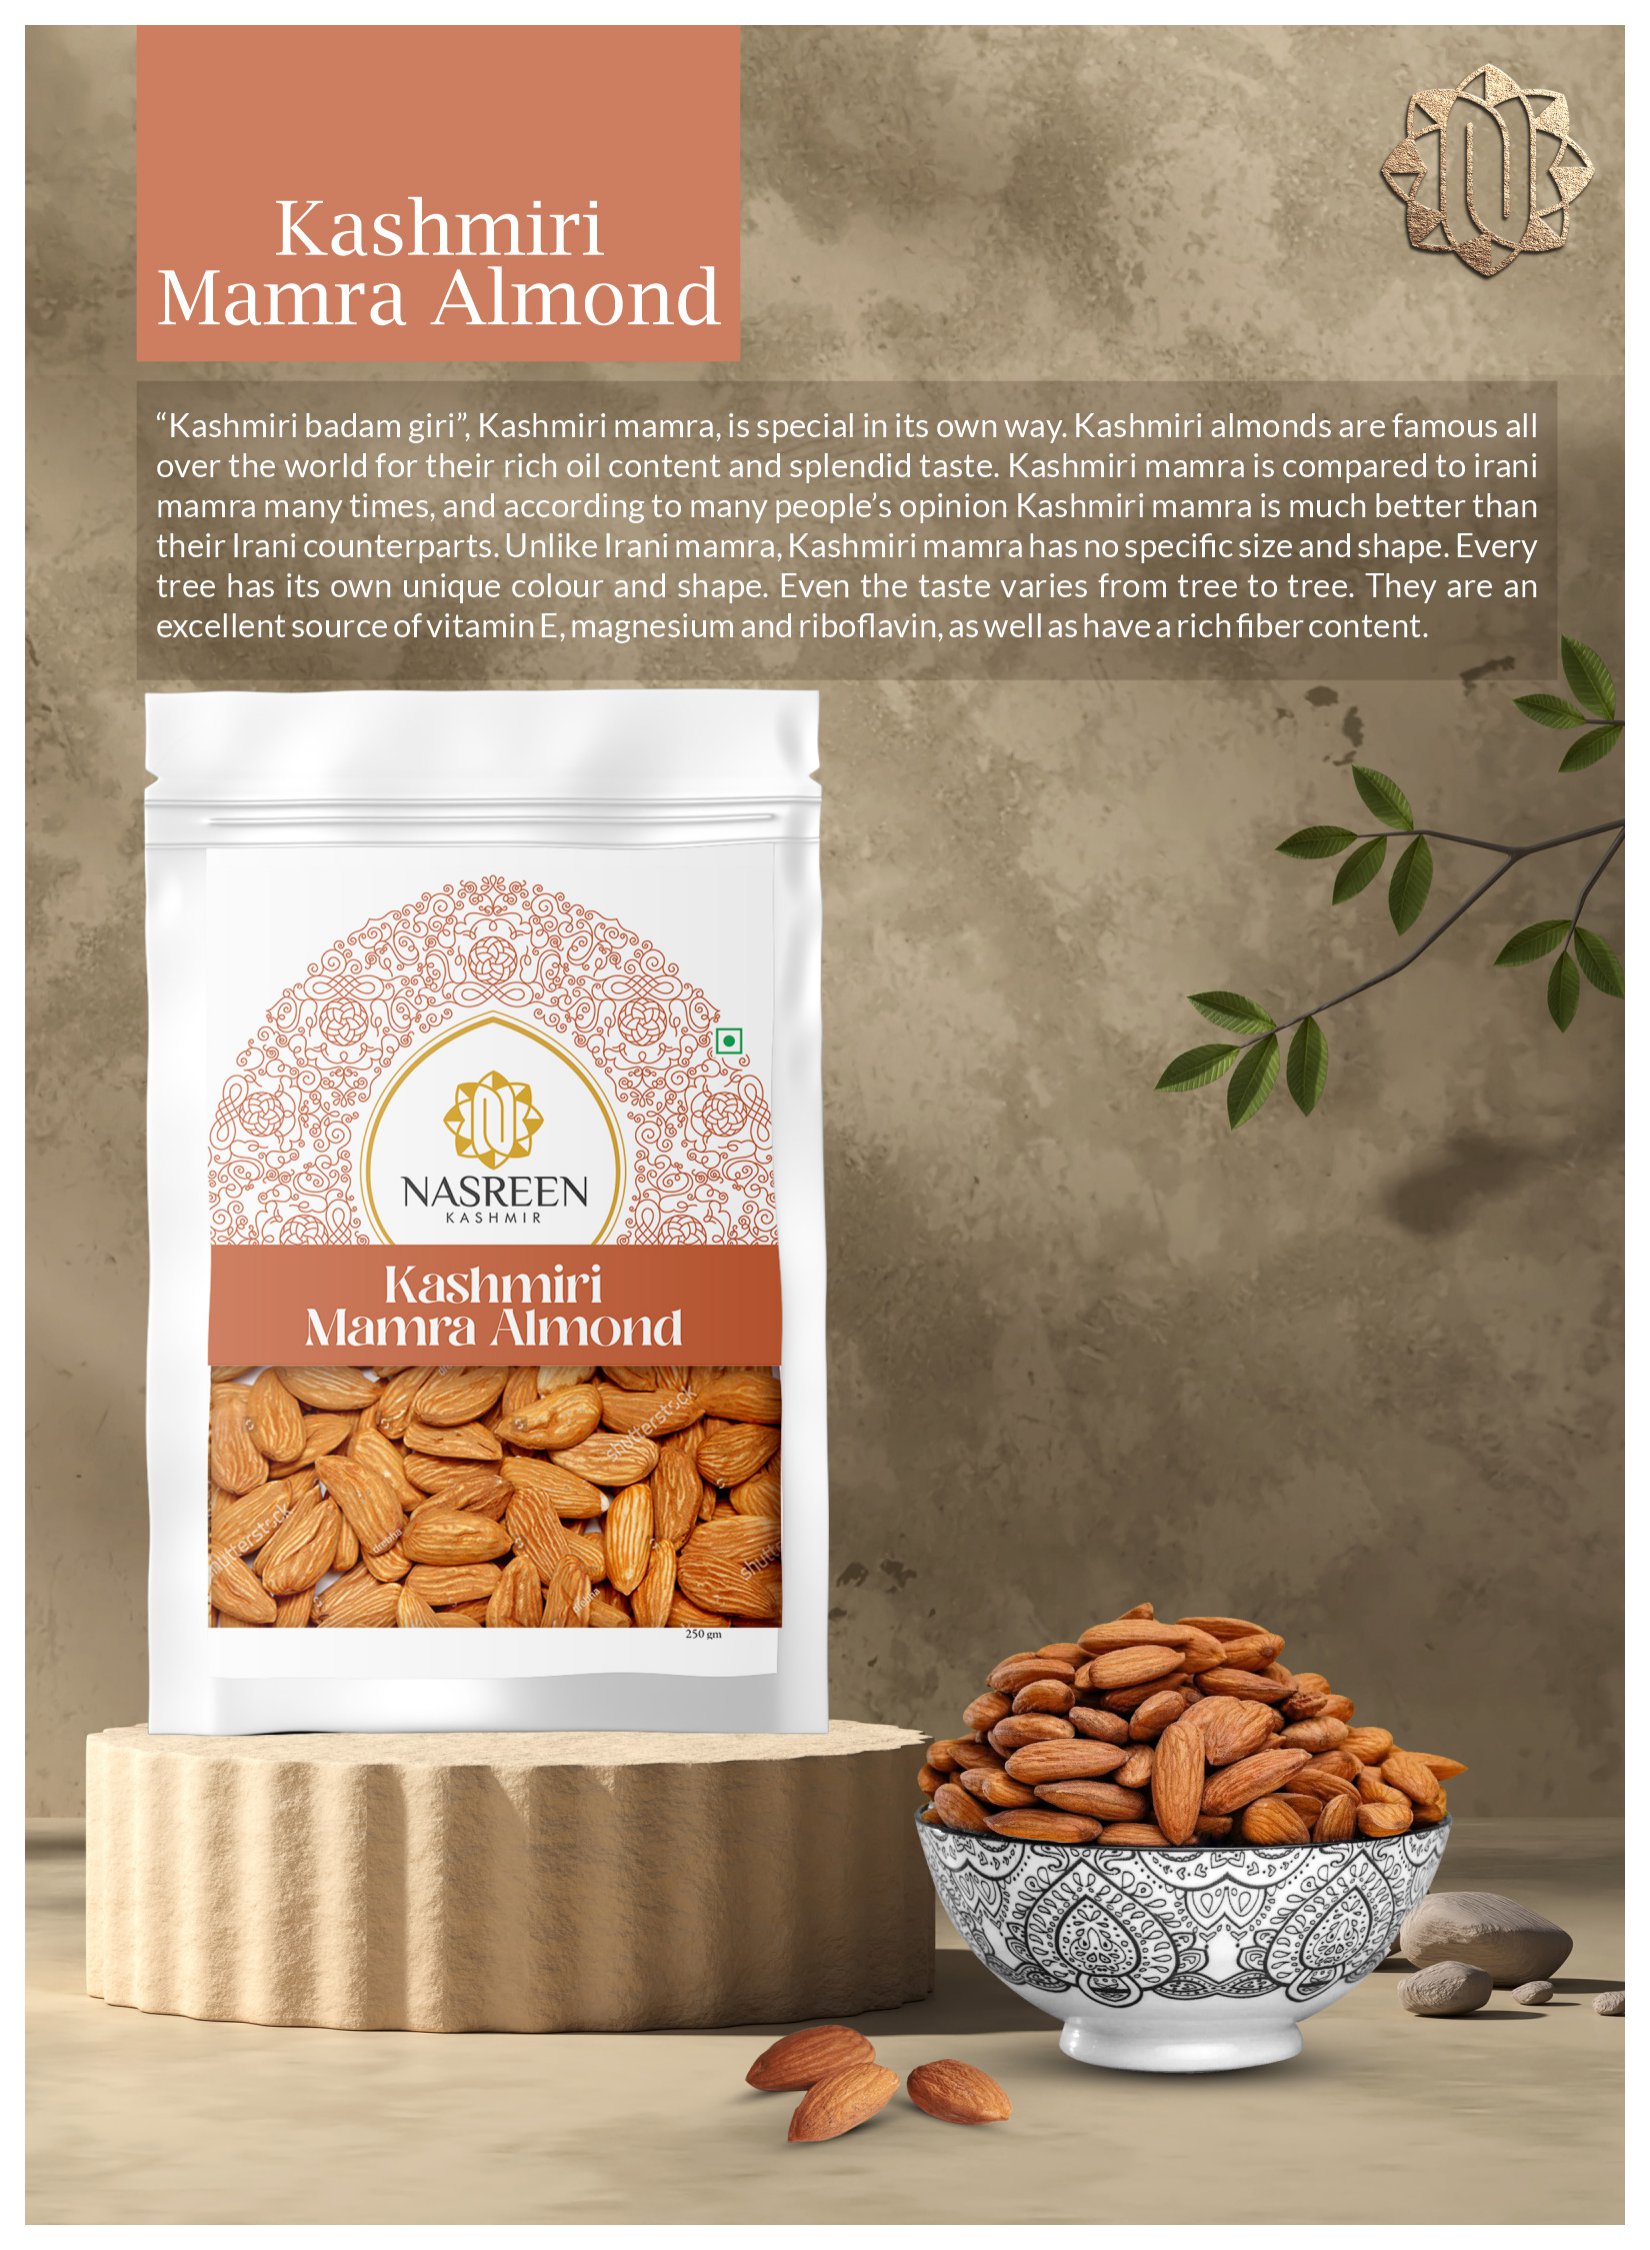 Kashmiri
Mamra Almond
“Kashmiri badam giri”, Kashmiri mamra, is special in its own way. Kashmiri almonds are famous all
over the world for their rich oil content and splendid taste. Kashmiri mamra is compared to irani
mamra many times, and according to many people’s opinion Kashmiri mamra is much better than
their Irani counterparts. Unlike Irani mamra, Kashmiri mamra has no specific size and shape. Every
tree has its own unique colour and shape. Even the taste varies from tree to tree. They are an
excellent source of vitamin E, magnesium and riboflavin, as well as have a rich fiber content.
NASREEN
KASHMIR
Kashmiri
Mamra Almond
shutterstock
shutterstock
250 gm